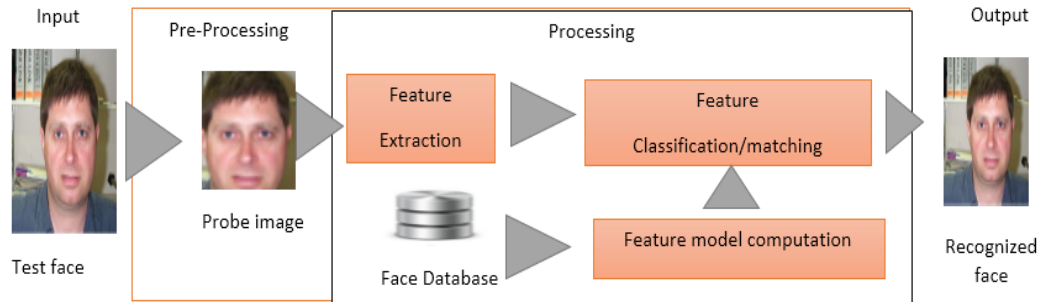 Input
Pre-Processing
Processing
Output
Feature
Extraction
Feature
Classification/matching
Probe image
Feature model computation
Test face
Face Database
Recognized
face